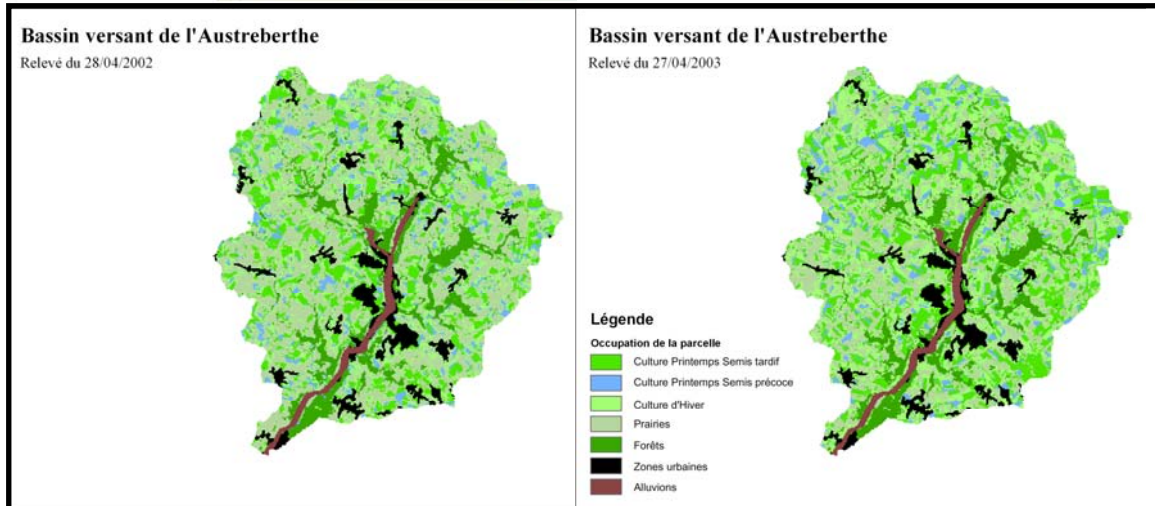 Bassin versant de l'Austreberthe
Relevé du 28/04/2002
Bassin versant de l'Austreberthe
Relevé du 27/04/2003
Légende
Occupation de la parcelle
Culture Printemps Semis tardif
Culture Printemps Semis précoce
Culture d'Hiver
Prairies
Forêts
Zones urbaines
Alluvions